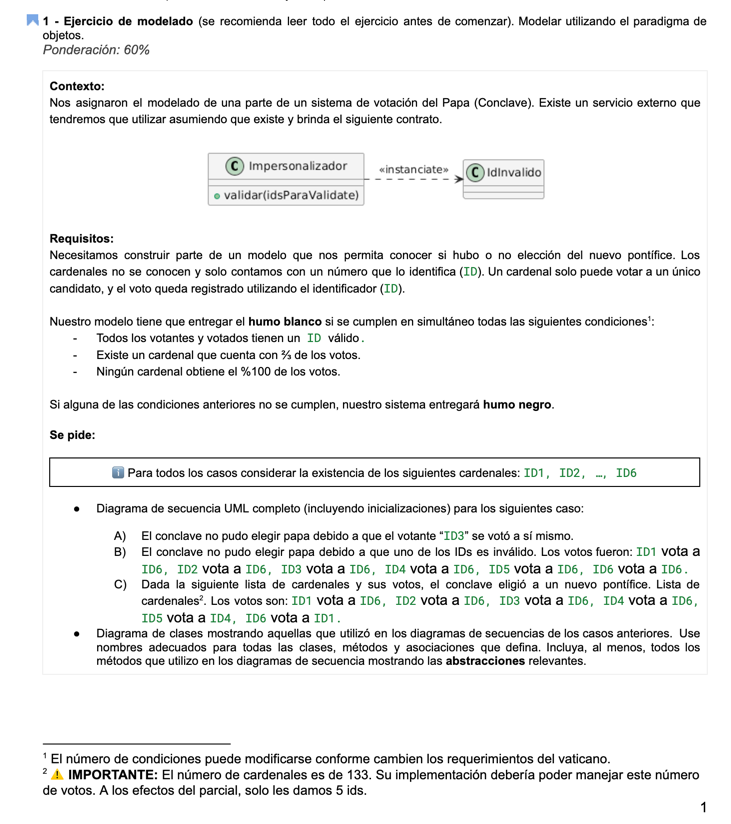 1 - Ejercicio de modelado (se recomienda leer todo el ejercicio antes de comenzar). Modelar utilizando el paradigma de
objetos.
Ponderación: 60%
Contexto:
Nos asignaron el modelado de una parte de un sistema de votación del Papa (Conclave). Existe un servicio externo que
tendremos que utilizar asumiendo que existe y brinda el siguiente contrato.
C Impersonalizador
«instanciate»
C IdInvalido
validar(idsParaValidate)
Requisitos:
Necesitamos construir parte de un modelo que nos permita conocer si hubo o no elección del nuevo pontífice. Los
cardenales no se conocen y solo contamos con un número que lo identifica (ID). Un cardenal solo puede votar a un único
candidato, y el voto queda registrado utilizando el identificador (ID).
Nuestro modelo tiene que entregar el humo blanco si se cumplen en simultáneo todas las siguientes condiciones¹:
- Todos los votantes y votados tienen un ID válido.
- Existe un cardenal que cuenta con ⅔ de los votos.
- Ningún cardenal obtiene el %100 de los votos.
Si alguna de las condiciones anteriores no se cumplen, nuestro sistema entregará humo negro.
Se pide:
ℹ️ Para todos los casos considerar la existencia de los siguientes cardenales: ID1, ID2, …, ID6
● Diagrama de secuencia UML completo (incluyendo inicializaciones) para los siguientes caso:
A) El conclave no pudo elegir papa debido a que el votante “ID3” se votó a sí mismo.
B) El conclave no pudo elegir papa debido a que uno de los IDs es inválido. Los votos fueron: ID1 vota a
ID6, ID2 vota a ID6, ID3 vota a ID6, ID4 vota a ID6, ID5 vota a ID6, ID6 vota a ID6.
C) Dada la siguiente lista de cardenales y sus votos, el conclave eligió a un nuevo pontífice. Lista de
cardenales². Los votos son: ID1 vota a ID6, ID2 vota a ID6, ID3 vota a ID6, ID4 vota a ID6,
ID5 vota a ID4, ID6 vota a ID1.
● Diagrama de clases mostrando aquellas que utilizó en los diagramas de secuencias de los casos anteriores. Use
nombres adecuados para todas las clases, métodos y asociaciones que defina. Incluya, al menos, todos los
métodos que utilizo en los diagramas de secuencia mostrando las abstracciones relevantes.
¹ El número de condiciones puede modificarse conforme cambien los requerimientos del vaticano.
² ⚠️ IMPORTANTE: El número de cardenales es de 133. Su implementación debería poder manejar este número
de votos. A los efectos del parcial, solo les damos 5 ids.
1